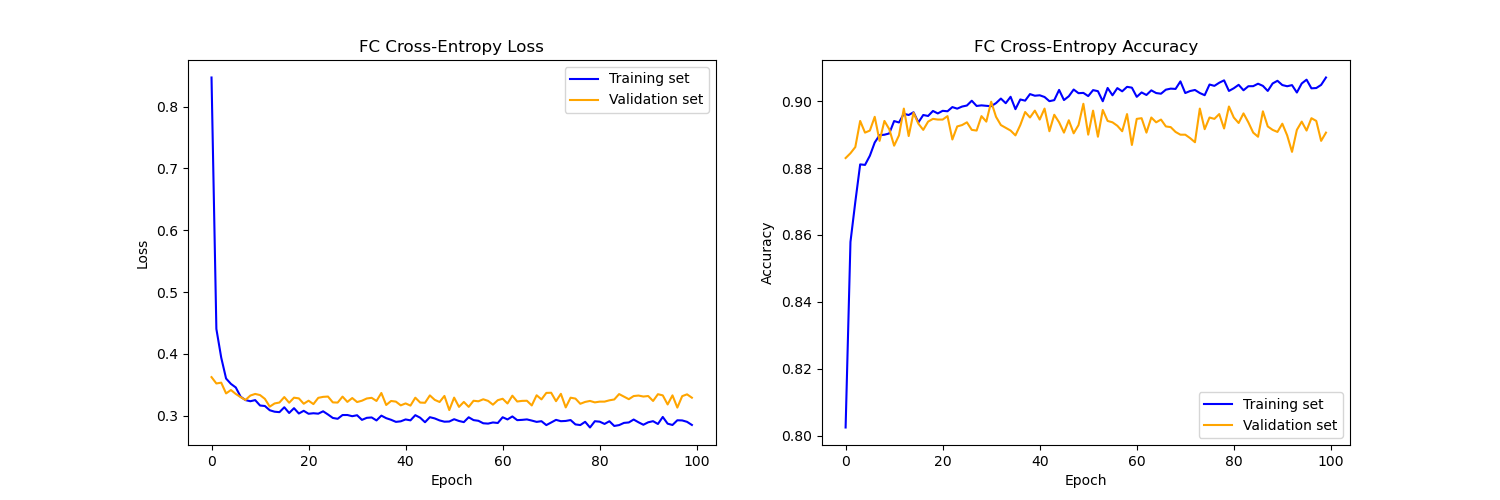 FC Cross-Entropy Loss
Training set
Validation set
0.8
0.7
0.6
0.5
0.4
0.3
Loss
0
20
40
60
80
100
Epoch
FC Cross-Entropy Accuracy
0.90
0.88
0.86
0.84
0.82
0.80
Accuracy
Training set
Validation set
0
20
40
60
80
100
Epoch